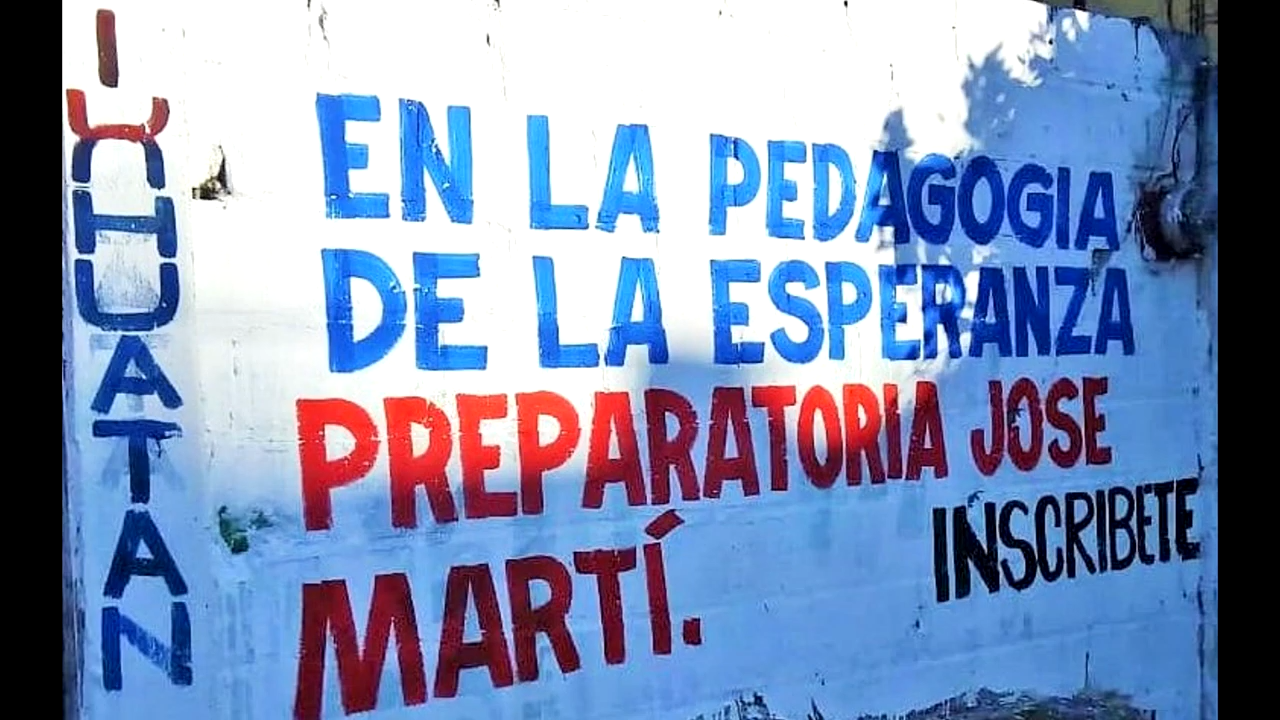 IXHUATAN
EN LA PEDAGOGIA
DE LA ESPERANZA
PREPARATORIA JOSE
MARTÍ.
INSCRIBETE